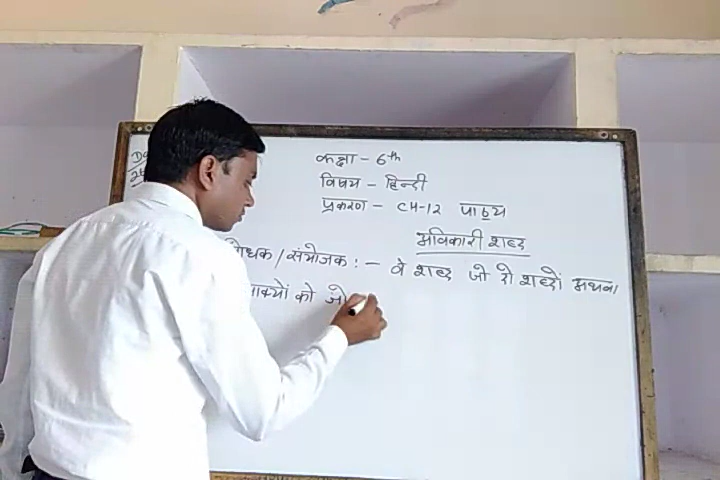 कक्षा - 6th
विषय - हिन्दी
प्रकरण - CH-12 पाठ्य
अविकारी शब्द
/ संयोजक : - वे शब्द जो दो शब्दों अथवा
को जो